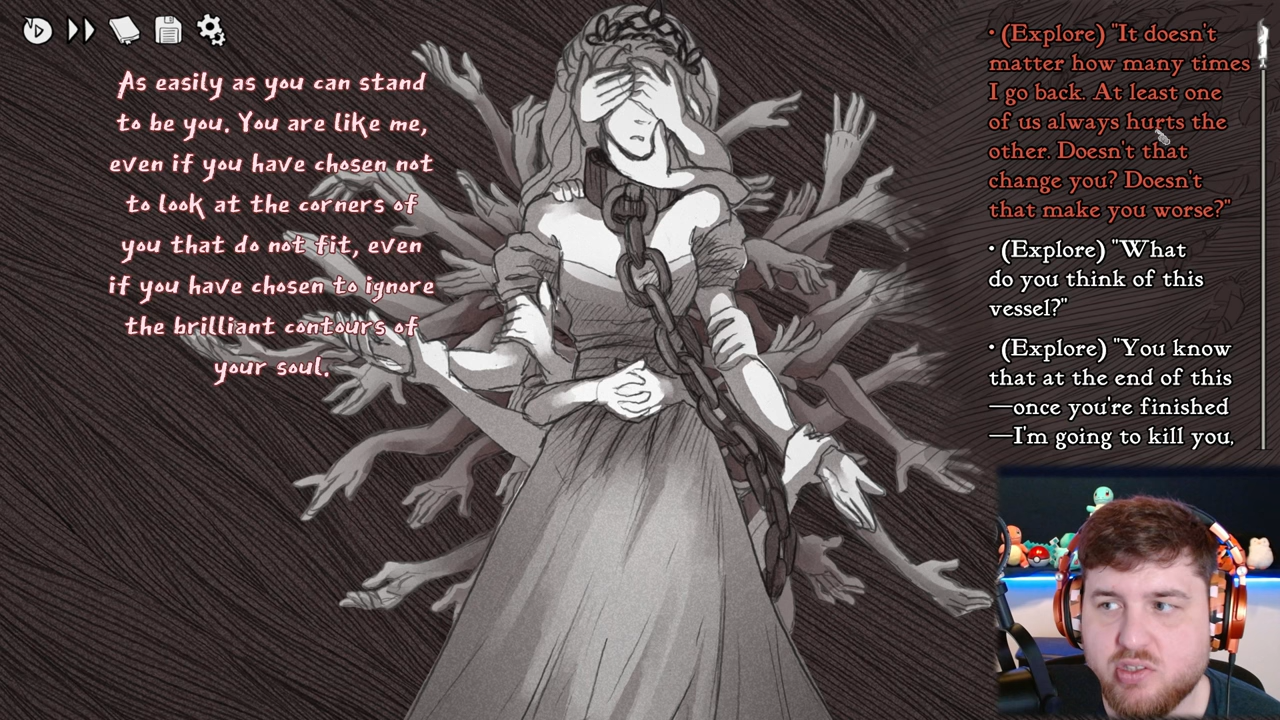 As easily as you can stand
to be you. You are like me,
even if you have chosen not
to look at the corners of
you that do not fit, even
if you have chosen to ignore
the brilliant contours of
your soul.
• (Explore) "It doesn't
matter how many times
I go back. At least one
of us always hurts the
other. Doesn't that
change you? Doesn't
that make you worse?"
• (Explore) "What
do you think of this
vessel?"
• (Explore) "You know
that at the end of this
—once you're finished
—I'm going to kill you,